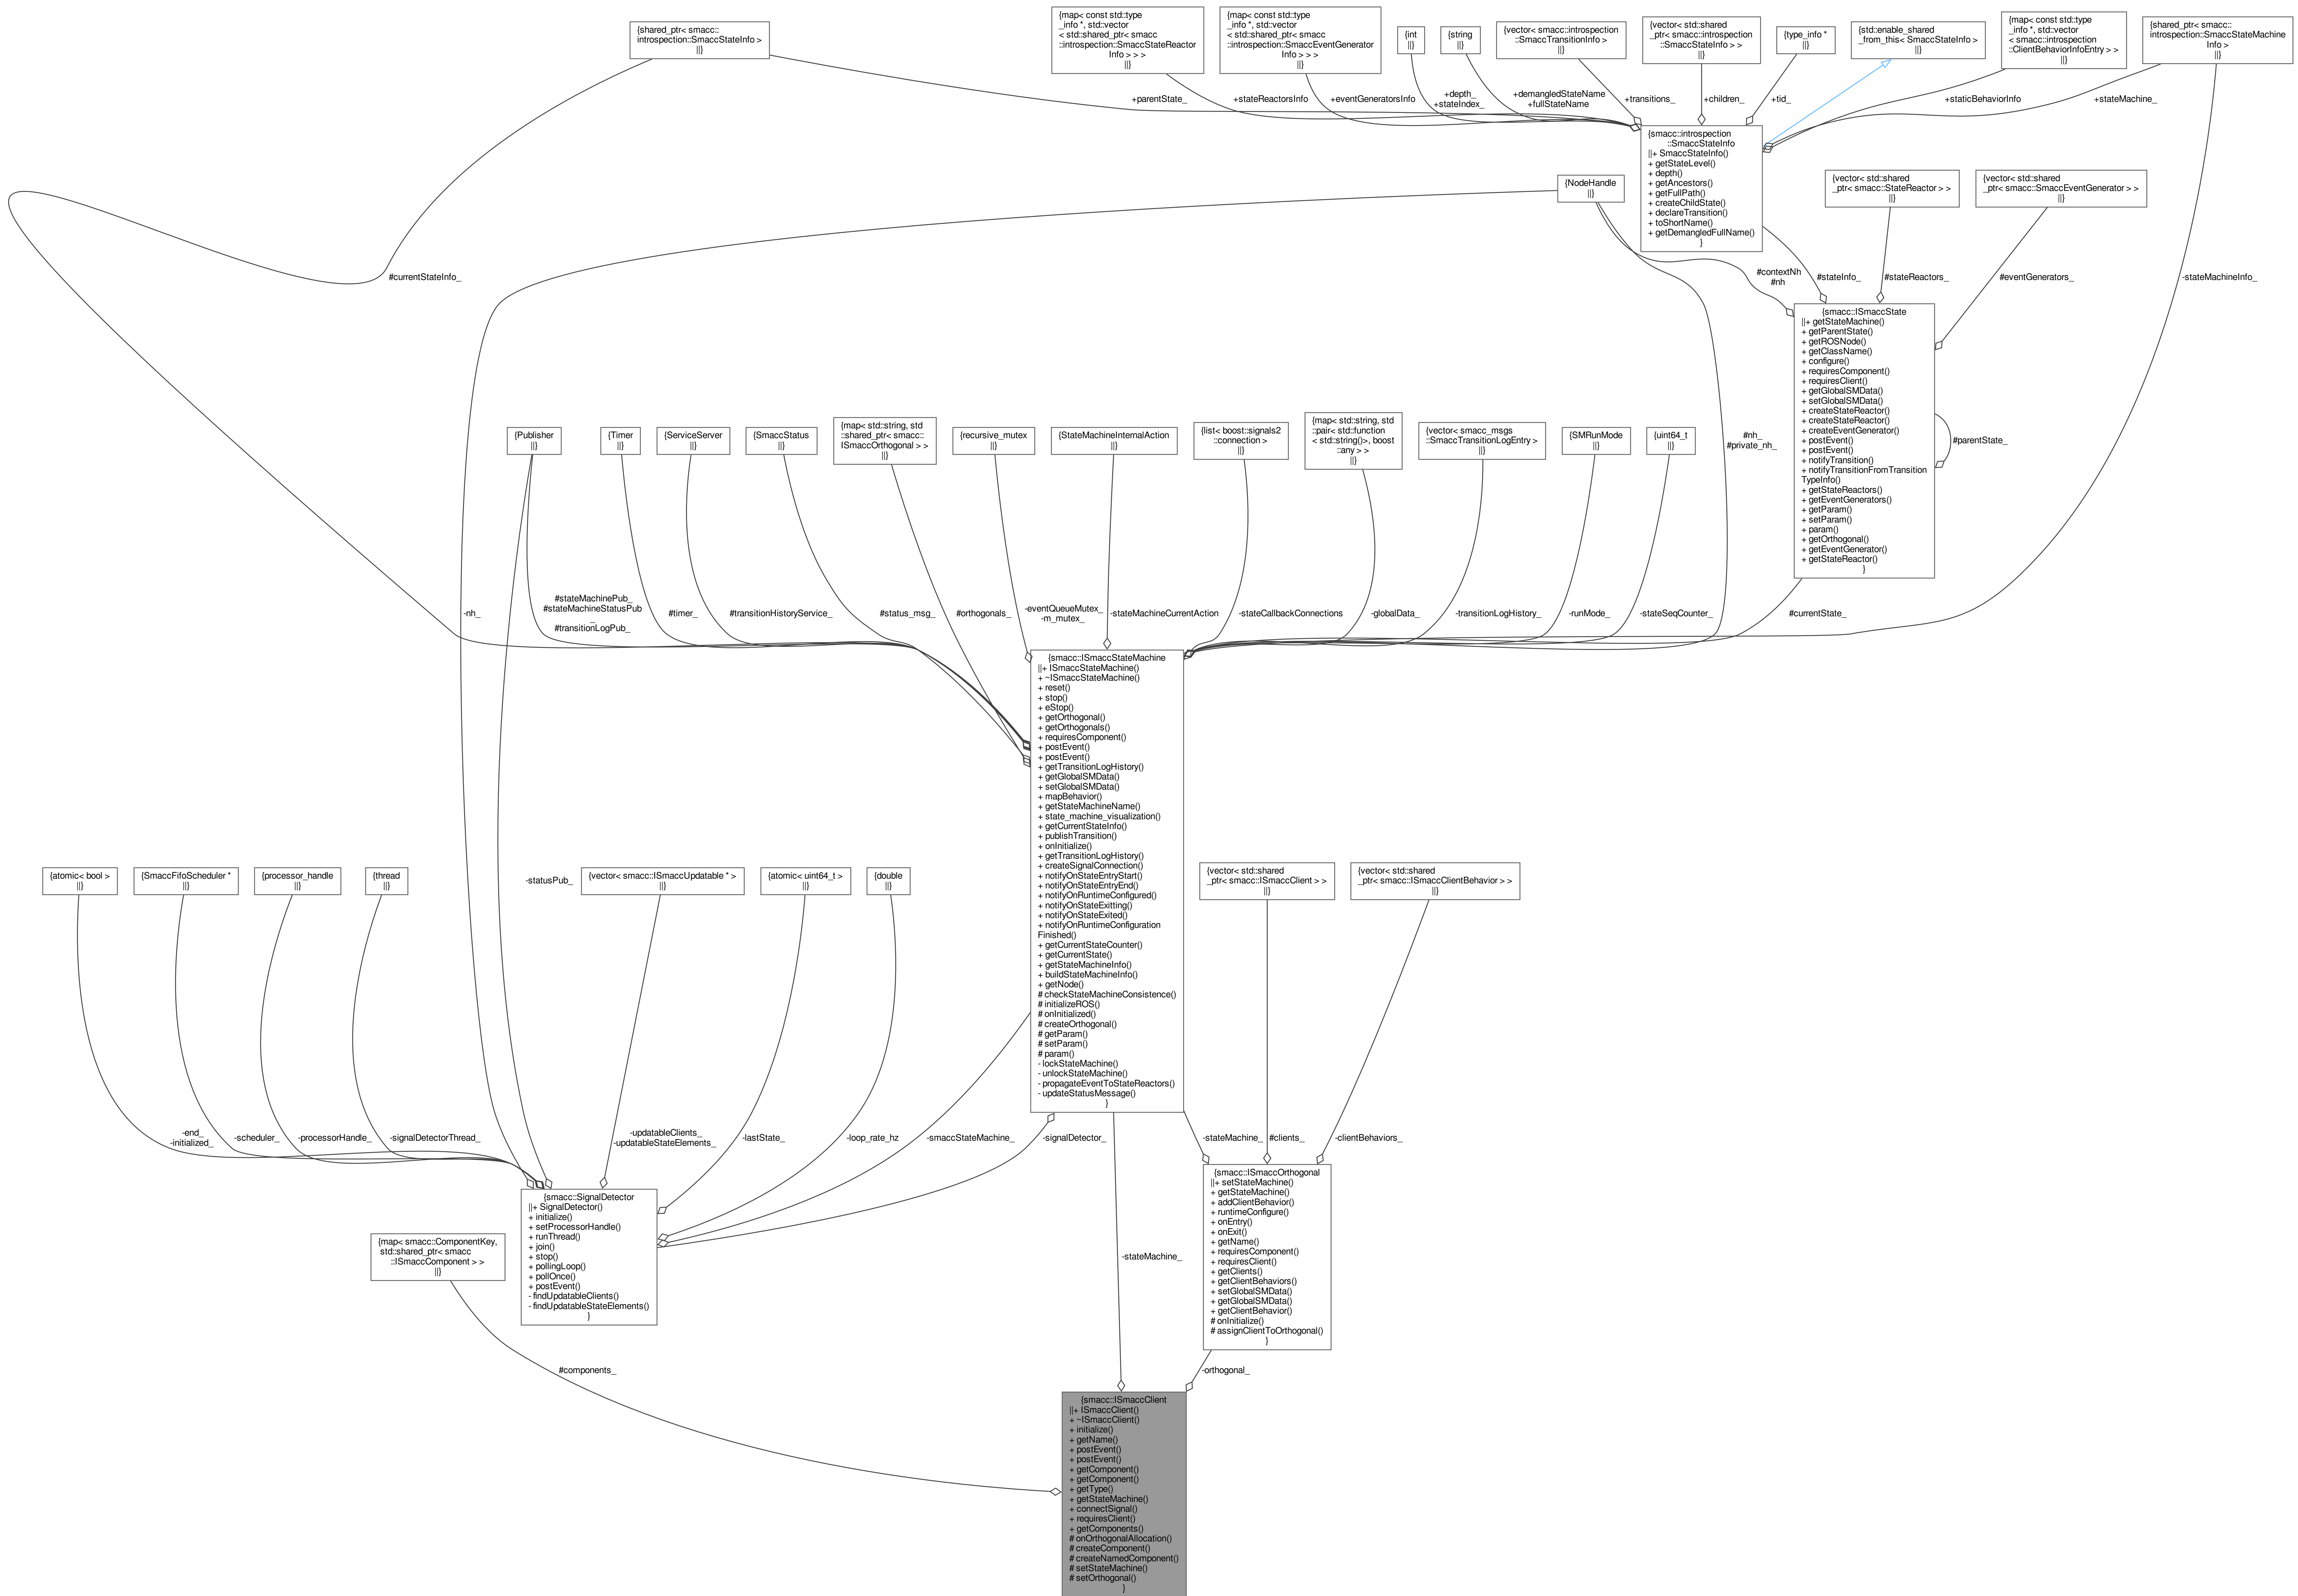 {shared_ptr< smacc::
introspection::SmaccStateInfo >
||}
{map< const std::type
_info *, std::vector
< std::shared_ptr< smacc
::introspection::SmaccStateReactor
Info > > >
||}
{map< const std::type
_info *, std::vector
< std::shared_ptr< smacc
::introspection::SmaccEventGenerator
Info > > >
||}
{int
||}
{string
||}
{vector< smacc::introspection
::SmaccTransitionInfo >
||}
{vector< std::shared
_ptr< smacc::introspection
::SmaccStateInfo > >
||}
{type_info *
||}
{std::enable_shared
_from_this< SmaccStateInfo >
||}
{map< const std::type
_info *, std::vector
< smacc::introspection
::ClientBehaviorInfoEntry > >
||}
{shared_ptr< smacc::
introspection::SmaccStateMachine
Info >
||}
+parentState_
+stateReactorsInfo
+eventGeneratorsInfo
+depth_
+stateIndex_
+demangledStateName
+fullStateName
+transitions_
+children_
+tid_
+staticBehaviorInfo
+stateMachine_
{smacc::introspection
::SmaccStateInfo
||+ SmaccStateInfo()
+ getStateLevel()
+ depth()
+ getAncestors()
+ getFullPath()
+ createChildState()
+ declareTransition()
+ toShortName()
+ getDemangledFullName()
}
{NodeHandle
||}
{vector< std::shared
_ptr< smacc::StateReactor > >
||}
{vector< std::shared
_ptr< smacc::SmaccEventGenerator > >
||}
#currentStateInfo_
#contextNh
#nh
#stateInfo_
#stateReactors_
#eventGenerators_
-stateMachineInfo_
{smacc::ISmaccState
||+ getStateMachine()
+ getParentState()
+ getROSNode()
+ getClassName()
+ configure()
+ requiresComponent()
+ requiresClient()
+ getGlobalSMData()
+ setGlobalSMData()
+ createStateReactor()
+ createStateReactor()
+ createEventGenerator()
+ postEvent()
+ postEvent()
+ notifyTransition()
+ notifyTransitionFromTransition
TypeInfo()
+ getStateReactors()
+ getEventGenerators()
+ getParam()
+ setParam()
+ param()
+ getOrthogonal()
+ getEventGenerator()
+ getStateReactor()
}
#parentState_
{Publisher
||}
{Timer
||}
{ServiceServer
||}
{SmaccStatus
||}
{map< std::string, std
::shared_ptr< smacc::
ISmaccOrthogonal > >
||}
{recursive_mutex
||}
{StateMachineInternalAction
||}
{list< boost::signals2
::connection >
||}
{map< std::string, std
::pair< std::function
< std::string()>, boost
::any > >
||}
{vector< smacc_msgs
::SmaccTransitionLogEntry >
||}
{SMRunMode
||}
{uint64_t
||}
#nh_
#private_nh_
-nh_
#stateMachinePub_
#stateMachineStatusPub
_
#transitionLogPub_
#timer_
#transitionHistoryService_
#status_msg_
#orthogonals_
-eventQueueMutex_
-m_mutex_
-stateMachineCurrentAction
-stateCallbackConnections
-globalData_
-transitionLogHistory_
-runMode_
-stateSeqCounter_
#currentState_
{smacc::ISmaccStateMachine
||+ ISmaccStateMachine()
+ ~ISmaccStateMachine()
+ reset()
+ stop()
+ eStop()
+ getOrthogonal()
+ getOrthogonals()
+ requiresComponent()
+ postEvent()
+ postEvent()
+ getTransitionLogHistory()
+ getGlobalSMData()
+ setGlobalSMData()
+ mapBehavior()
+ getStateMachineName()
+ state_machine_visualization()
+ getCurrentStateInfo()
+ publishTransition()
+ onInitialize()
+ getTransitionLogHistory()
+ createSignalConnection()
+ notifyOnStateEntryStart()
+ notifyOnStateEntryEnd()
+ notifyOnRuntimeConfigured()
+ notifyOnStateExitting()
+ notifyOnStateExited()
+ notifyOnRuntimeConfiguration
Finished()
+ getCurrentStateCounter()
+ getCurrentState()
+ getStateMachineInfo()
+ buildStateMachineInfo()
+ getNode()
# checkStateMachineConsistence()
# initializeROS()
# onInitialized()
# createOrthogonal()
# getParam()
# setParam()
# param()
- lockStateMachine()
- unlockStateMachine()
- propagateEventToStateReactors()
- updateStatusMessage()
}
{atomic< bool >
||}
{SmaccFifoScheduler *
||}
{processor_handle
||}
{thread
||}
-statusPub_
{vector< smacc::ISmaccUpdatable * >
||}
{atomic< uint64_t >
||}
{double
||}
{vector< std::shared
_ptr< smacc::ISmaccClient > >
||}
{vector< std::shared
_ptr< smacc::ISmaccClientBehavior > >
||}
-end_
-initialized_
-scheduler_
-processorHandle_
-signalDetectorThread_
-updatableClients_
-updatableStateElements_
-lastState_
-loop_rate_hz
-smaccStateMachine_
-signalDetector_
-stateMachine_
#clients_
-clientBehaviors_
{smacc::SignalDetector
||+ SignalDetector()
+ initialize()
+ setProcessorHandle()
+ runThread()
+ join()
+ stop()
+ pollingLoop()
+ pollOnce()
+ postEvent()
- findUpdatableClients()
- findUpdatableStateElements()
}
{smacc::ISmaccOrthogonal
||+ setStateMachine()
+ getStateMachine()
+ addClientBehavior()
+ runtimeConfigure()
+ onEntry()
+ onExit()
+ getName()
+ requiresComponent()
+ requiresClient()
+ getClients()
+ getClientBehaviors()
+ setGlobalSMData()
+ getGlobalSMData()
+ getClientBehavior()
# onInitialize()
# assignClientToOrthogonal()
}
{map< smacc::ComponentKey,
std::shared_ptr< smacc
::ISmaccComponent > >
||}
-stateMachine_
#components_
-orthogonal_
{smacc::ISmaccClient
||+ ISmaccClient()
+ ~ISmaccClient()
+ initialize()
+ getName()
+ postEvent()
+ postEvent()
+ getComponent()
+ getComponent()
+ getType()
+ getStateMachine()
+ connectSignal()
+ requiresClient()
+ getComponents()
# onOrthogonalAllocation()
# createComponent()
# createNamedComponent()
# setStateMachine()
# setOrthogonal()
}